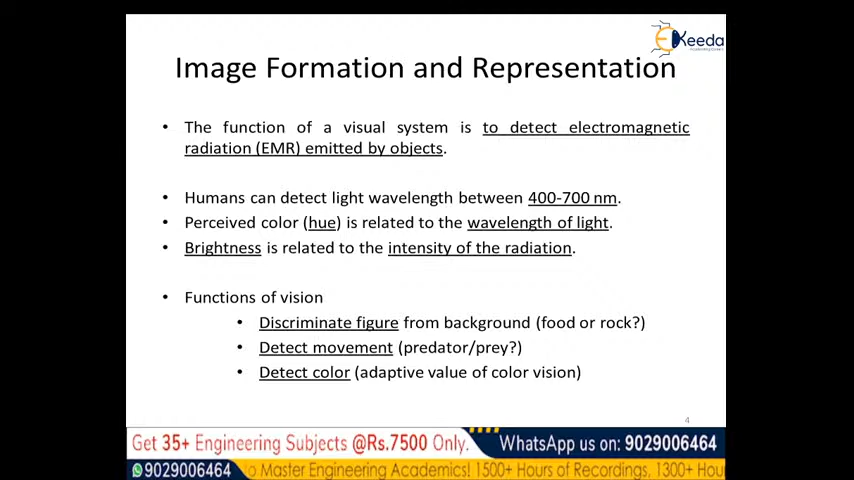 EKeeda
Image Formation and Representation
• The function of a visual system is to detect electromagnetic
radiation (EMR) emitted by objects.
• Humans can detect light wavelength between 400-700 nm.
• Perceived color (hue) is related to the wavelength of light.
• Brightness is related to the intensity of the radiation.
• Functions of vision
• Discriminate figure from background (food or rock?)
• Detect movement (predator/prey?)
• Detect color (adaptive value of color vision)
4
Get 35+ Engineering Subjects @Rs.7500 Only.
WhatsApp us on: 9029006464
9029006464
to Master Engineering Academics! 1500+ Hours of Recordings, 1300+ Hou